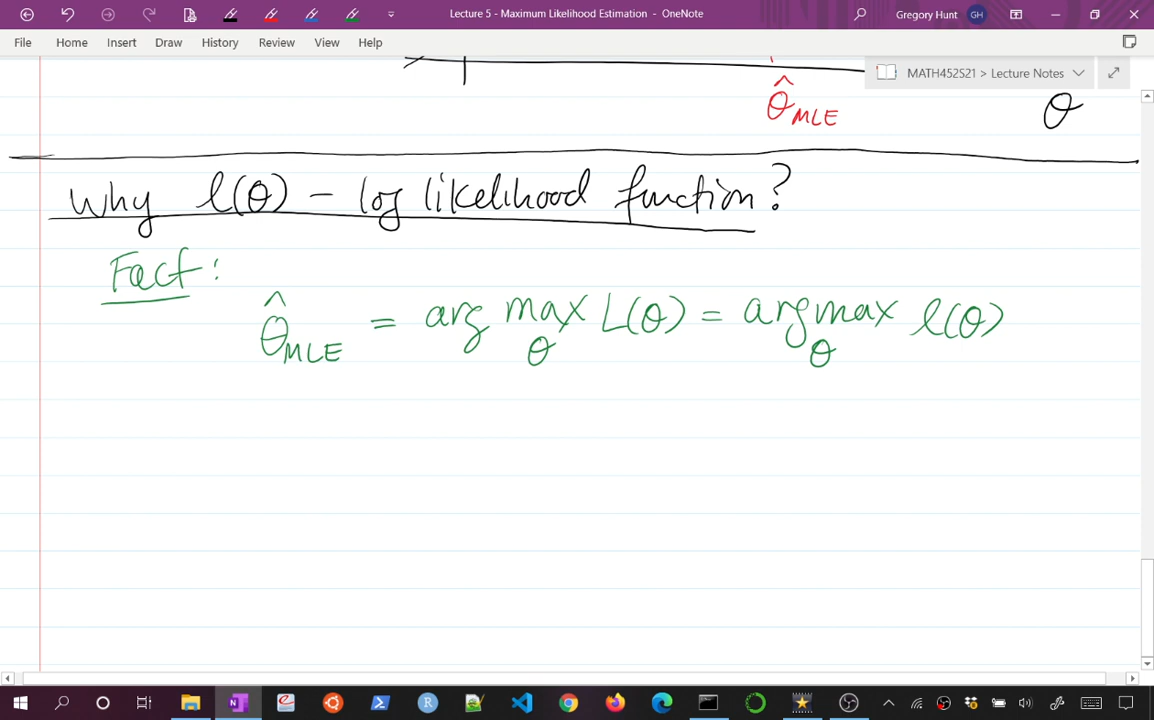 Lecture 5 - Maximum Likelihood Estimation - OneNote
Gregory Hunt GH
File Home Insert Draw History Review View Help
MATH452S21 > Lecture Notes
θ̂MLE θ
Why l(θ) - log likelihood function?
Fact:
θ̂MLE = arg max L(θ) = argmax l(θ)
θ θ